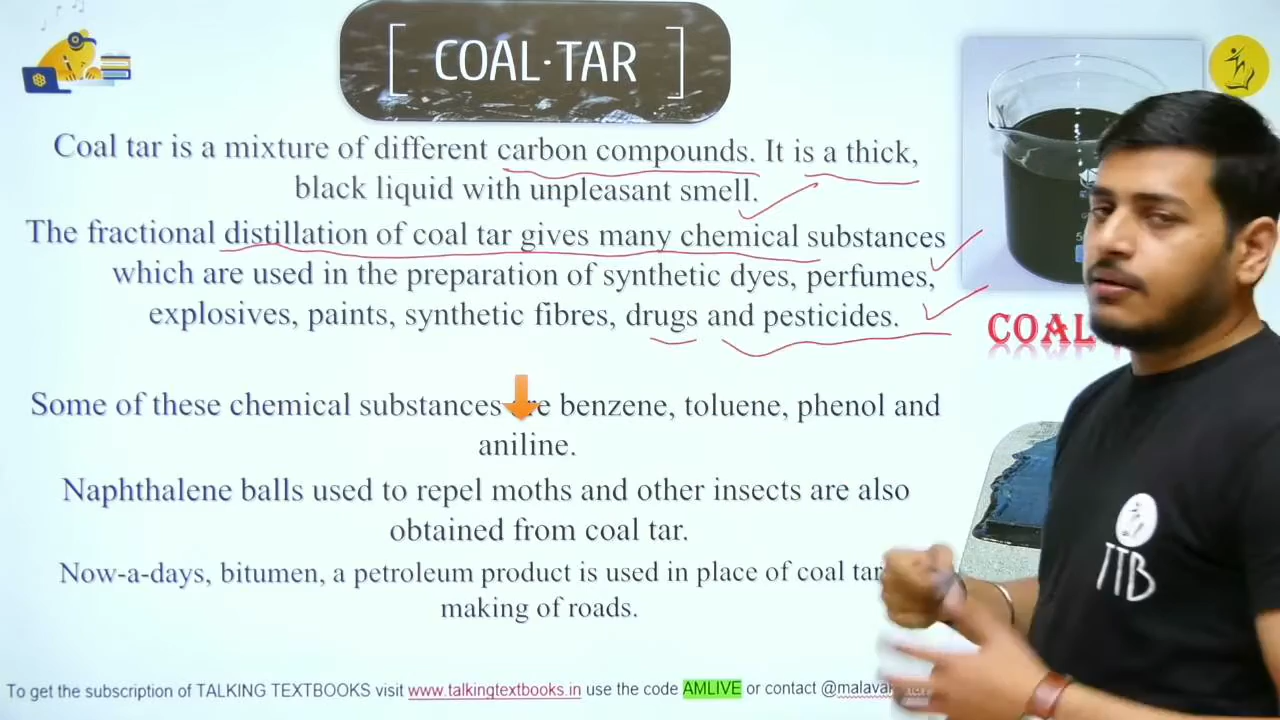 [COAL·TAR]
Coal tar is a mixture of different carbon compounds. It is a thick,
black liquid with unpleasant smell.
The fractional distillation of coal tar gives many chemical substances
which are used in the preparation of synthetic dyes, perfumes,
explosives, paints, synthetic fibres, drugs and pesticides.
COAL
Some of these chemical substances are benzene, toluene, phenol and
aniline.
Naphthalene balls used to repel moths and other insects are also
obtained from coal tar.
Now-a-days, bitumen, a petroleum product is used in place of coal tar
making of roads.
TTB
To get the subscription of TALKING TEXTBOOKS visit www.talkingtextbooks.in use the code AMLIVE or contact